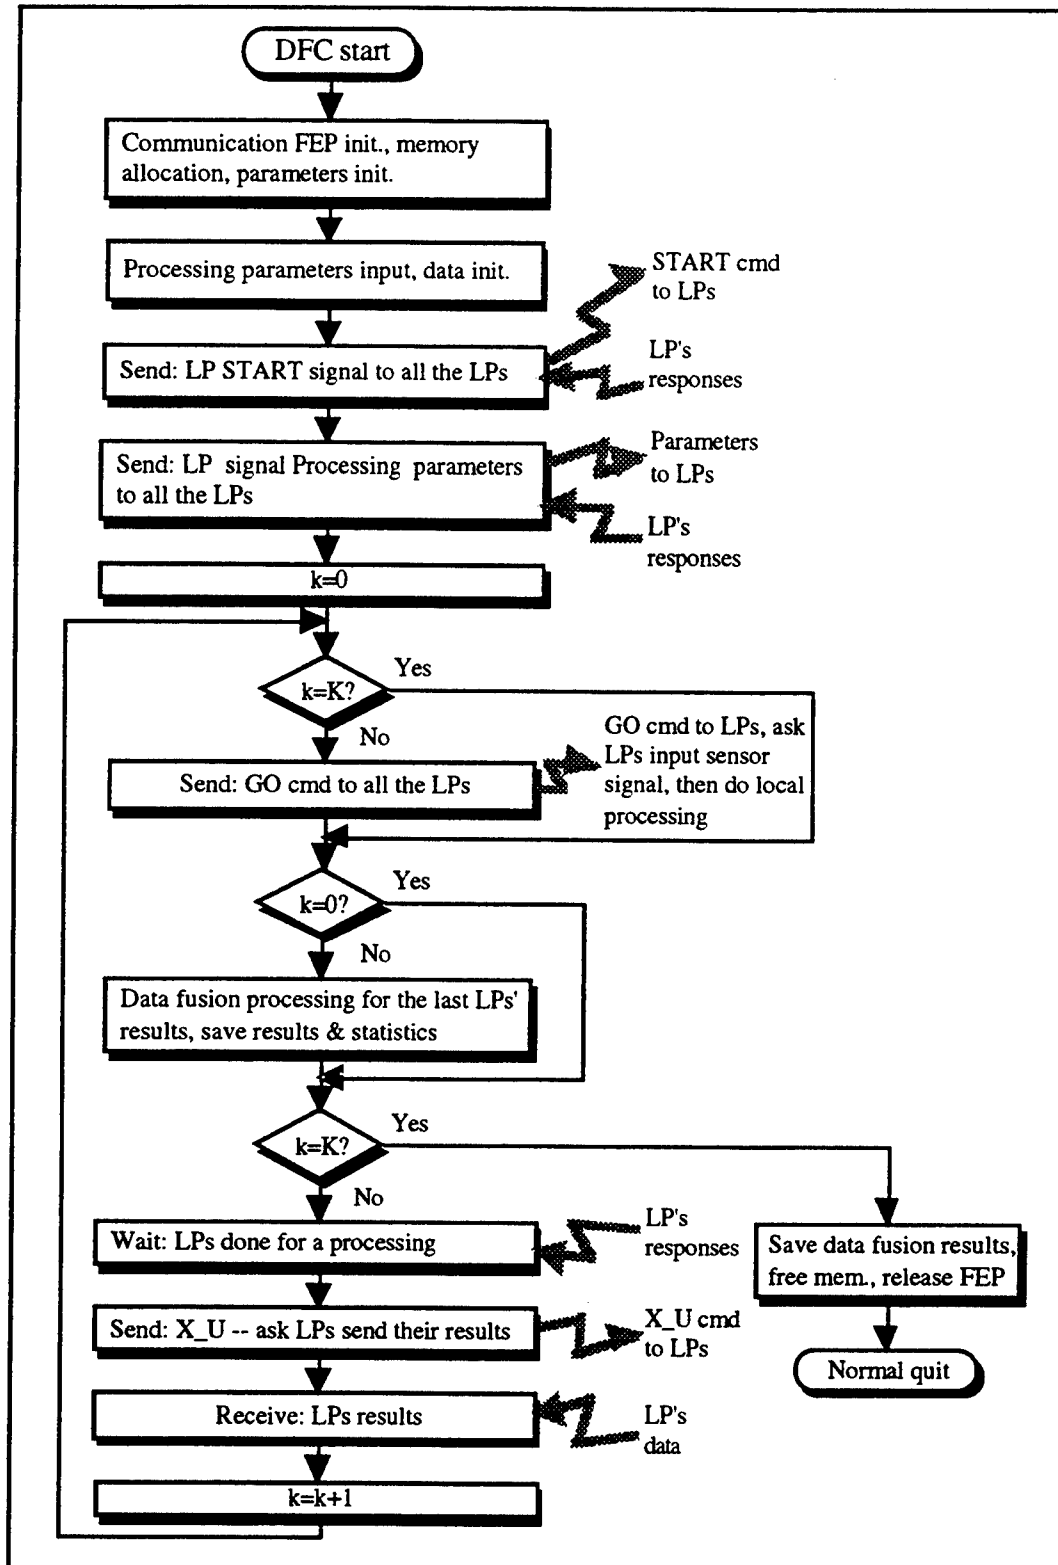 DFC start
Communication FEP init., memory
allocation, parameters init.
Processing parameters input, data init.
START cmd
to LPs
Send: LP START signal to all the LPs
LP's
responses
Send: LP signal Processing parameters
to all the LPs
Parameters
to LPs
LP's
responses
k=0
k=K?
Yes
No
Send: GO cmd to all the LPs
GO cmd to LPs, ask
LPs input sensor
signal, then do local
processing
k=0?
Yes
No
Data fusion processing for the last LPs'
results, save results & statistics
k=K?
Yes
No
Wait: LPs done for a processing
LP's
responses
Save data fusion results,
free mem., release FEP
Send: X_U -- ask LPs send their results
X_U cmd
to LPs
Normal quit
Receive: LPs results
LP's
data
k=k+1